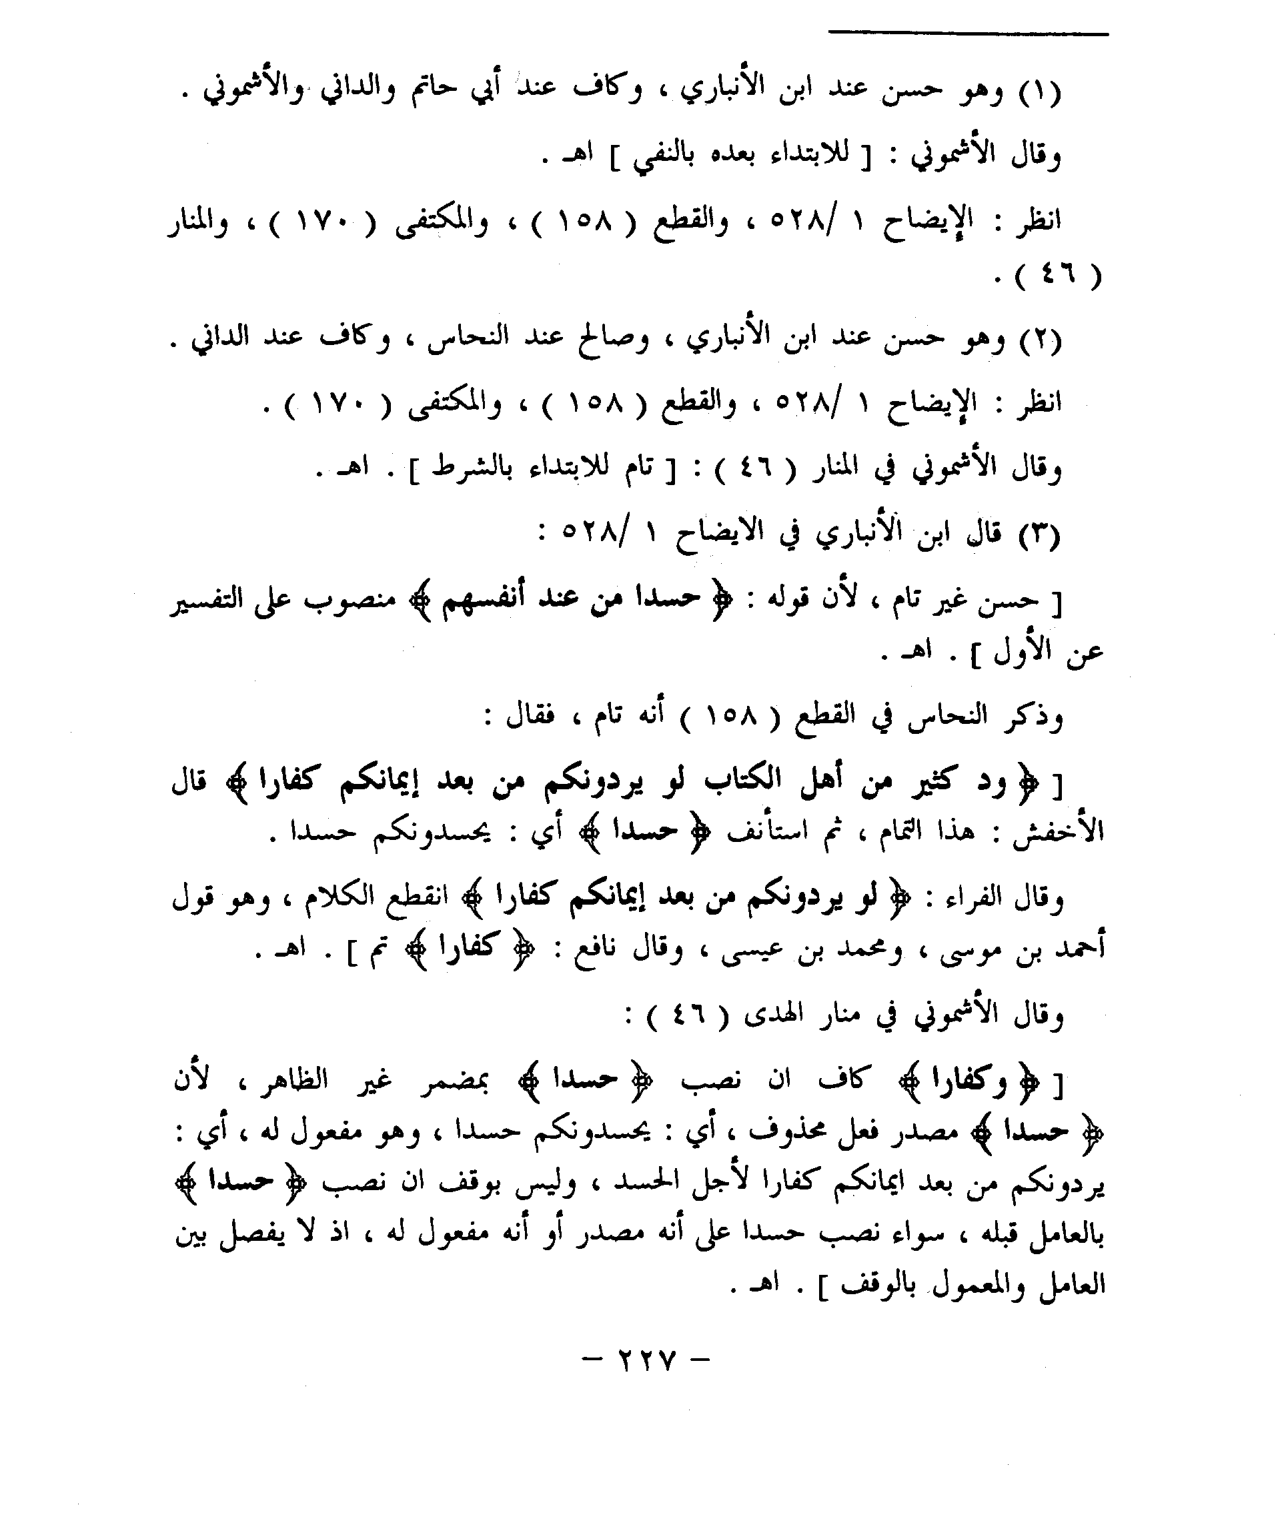 (١) وهو حسن عند ابن الأنباري ، وكاف عند أبي حاتم والداني والأشموني .
وقال الأشموني : [ للابتداء بعده بالنفي ] اهـ .
انظر : الإيضاح ١ /٥٢٨ ، والقطع ( ١٥٨ ) ، والمكتفى ( ١٧٠ ) ، والمنار
( ٤٦ ) .
(٢) وهو حسن عند ابن الأنباري ، وصالح عند النحاس ، وكاف عند الداني .
انظر : الإيضاح ١ /٥٢٨ ، والقطع ( ١٥٨ ) ، والمكتفى ( ١٧٠ ) .
وقال الأشموني في المنار ( ٤٦ ) : [ تام للابتداء بالشرط ] . اهـ .
(٣) قال ابن الأنباري في الايضاح ١ /٥٢٨ :
[ حسن غير تام ، لأن قوله : ﴿ حسدا من عند أنفسهم ﴾ منصوب على التفسير
عن الأول ] . اهـ .
وذكر النحاس في القطع ( ١٥٨ ) أنه تام ، فقال :
[ ﴿ ود كثير من أهل الكتاب لو يردونكم من بعد إيمانكم كفارا ﴾ قال
الأخفش : هذا التمام ، ثم استأنف ﴿ حسدا ﴾ أي : يحسدونكم حسدا .
وقال الفراء : ﴿ لو يردونكم من بعد إيمانكم كفارا ﴾ انقطع الكلام ، وهو قول
أحمد بن موسى ، ومحمد بن عيسى ، وقال نافع : ﴿ كفارا ﴾ تم ] . اهـ .
وقال الأشموني في منار الهدى ( ٤٦ ) :
[ ﴿ وكفارا ﴾ كاف ان نصب ﴿ حسدا ﴾ بمضمر غير الظاهر ، لأن
﴿ حسدا ﴾ مصدر فعل محذوف ، أي : يحسدونكم حسدا ، وهو مفعول له ، أي :
يردونكم من بعد ايمانكم كفارا لأجل الحسد ، وليس بوقف ان نصب ﴿ حسدا ﴾
بالعامل قبله ، سواء نصب حسدا على أنه مصدر أو أنه مفعول له ، اذ لا يفصل بين
العامل والمعمول بالوقف ] . اهـ .
– ٢٢٧ –